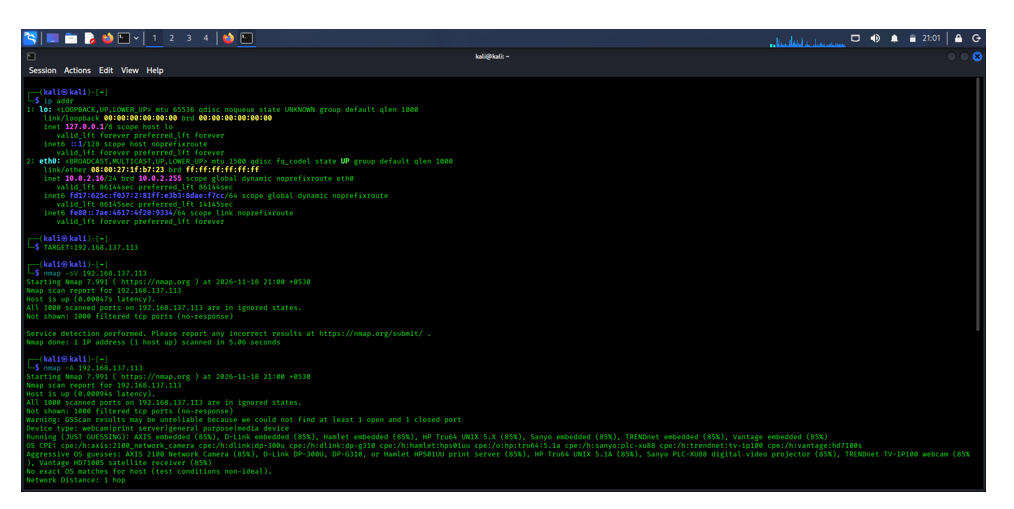 1 2 3 4 21:01
kali@kali: ~
Session Actions Edit View Help
(kali㉿kali)-[~]
$ ip addr
1: lo: <LOOPBACK,UP,LOWER_UP> mtu 65536 qdisc noqueue state UNKNOWN group default qlen 1000
link/loopback 00:00:00:00:00:00 brd 00:00:00:00:00:00
inet 127.0.0.1/8 scope host lo
valid_lft forever preferred_lft forever
inet6 ::1/128 scope host noprefixroute
valid_lft forever preferred_lft forever
2: eth0: <BROADCAST,MULTICAST,UP,LOWER_UP> mtu 1500 qdisc fq_codel state UP group default qlen 1000
link/ether 08:00:27:1f:b7:23 brd ff:ff:ff:ff:ff:ff
inet 10.0.2.16/24 brd 10.0.2.255 scope global dynamic noprefixroute eth0
valid_lft 86144sec preferred_lft 86144sec
inet6 fd17:625c:f037:2:81ff:e3b3:8dae:f7cc/64 scope global dynamic noprefixroute
valid_lft 86145sec preferred_lft 14145sec
inet6 fe80::7ae:4617:4f20:9334/64 scope link noprefixroute
valid_lft forever preferred_lft forever
(kali㉿kali)-[~]
$ TARGET=192.168.137.113
(kali㉿kali)-[~]
$ nmap -sV 192.168.137.113
Starting Nmap 7.991 ( https://nmap.org ) at 2026-11-18 21:00 +0530
Nmap scan report for 192.168.137.113
Host is up (0.00047s latency).
All 1000 scanned ports on 192.168.137.113 are in ignored states.
Not shown: 1000 filtered tcp ports (no-response)
Service detection performed. Please report any incorrect results at https://nmap.org/submit/ .
Nmap done: 1 IP address (1 host up) scanned in 5.06 seconds
(kali㉿kali)-[~]
$ nmap -A 192.168.137.113
Starting Nmap 7.991 ( https://nmap.org ) at 2026-11-18 21:00 +0530
Nmap scan report for 192.168.137.113
Host is up (0.00094s latency).
All 1000 scanned ports on 192.168.137.113 are in ignored states.
Not shown: 1000 filtered tcp ports (no-response)
Warning: OSScan results may be unreliable because we could not find at least 1 open and 1 closed port
Device type: webcam|print server|general purpose|media device
Running (JUST GUESSING): AXIS embedded (85%), D-Link embedded (85%), Hamlet embedded (85%), HP Tru64 UNIX 5.X (85%), Sanyo embedded (85%), TRENDnet embedded (85%), Vantage embedded (85%)
OS CPE: cpe:/h:axis:2100_network_camera cpe:/h:dlink:dp-300u cpe:/h:dlink:dp-g310 cpe:/h:hamlet:hps01uu cpe:/o:hp:tru64:5.1a cpe:/h:sanyo:plc-xu88 cpe:/h:trendnet:tv-ip100 cpe:/h:vantage:hd7100s
Aggressive OS guesses: AXIS 2100 Network Camera (85%), D-Link DP-300U, DP-G310, or Hamlet HPS01UU print server (85%), HP Tru64 UNIX 5.1A (85%), Sanyo PLC-XU88 digital video projector (85%), TRENDnet TV-IP100 webcam (85%
), Vantage HD7100S satellite receiver (85%)
No exact OS matches for host (test conditions non-ideal).
Network Distance: 1 hop